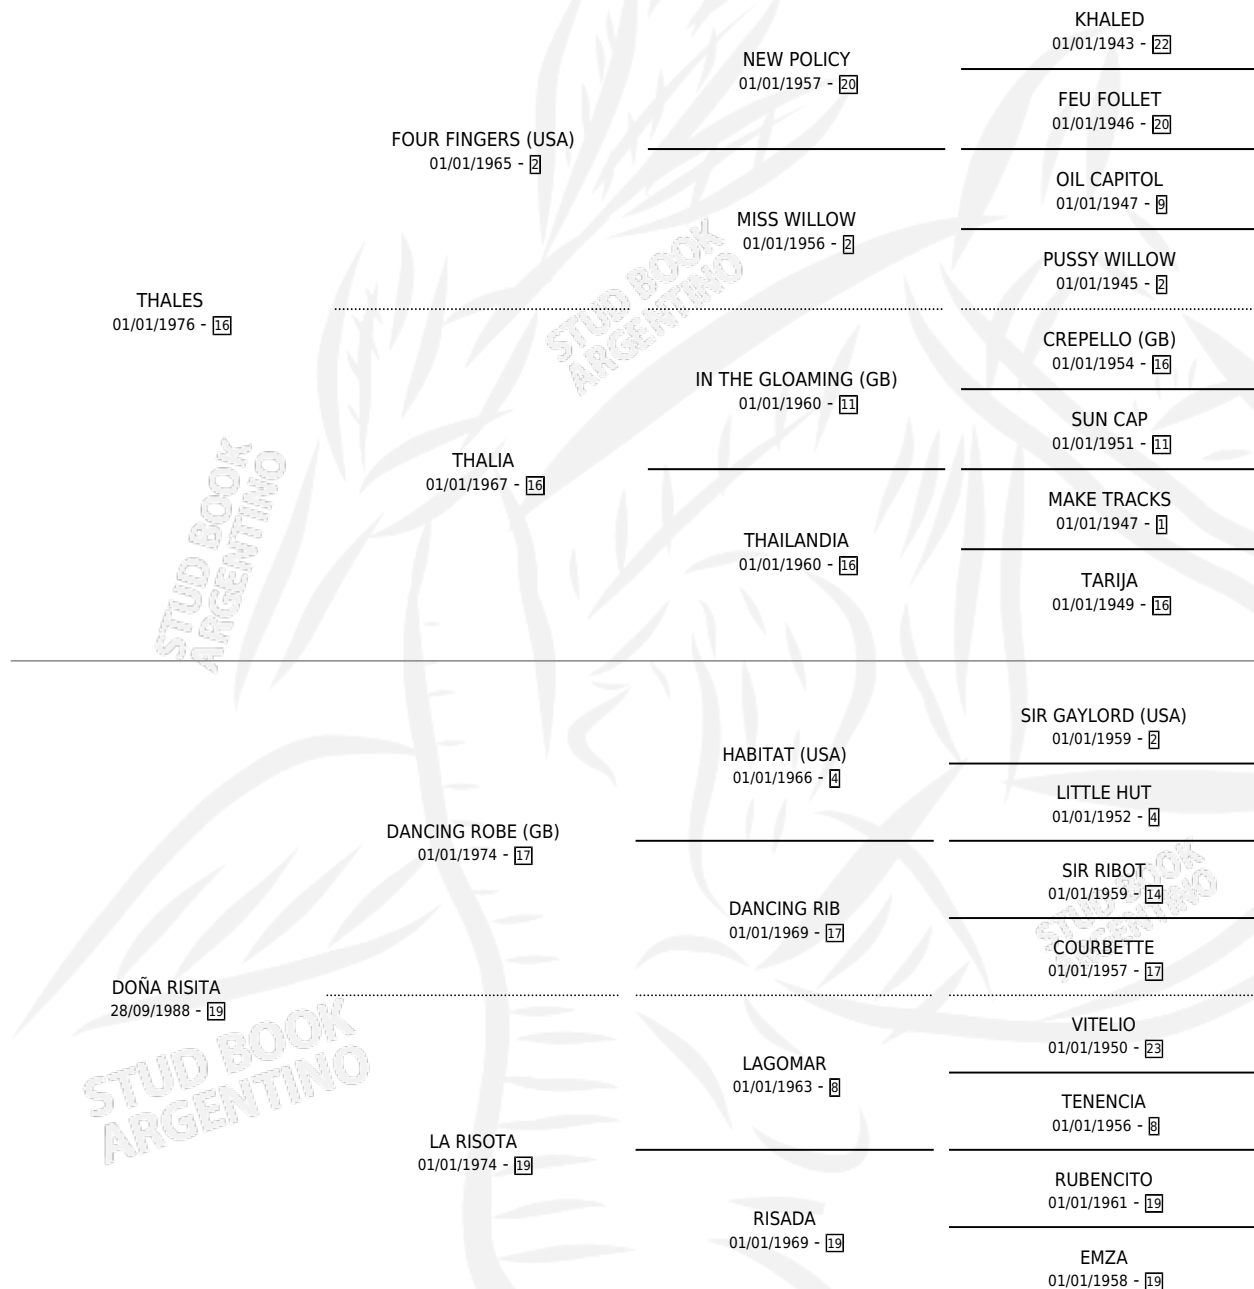 KHALED
01/01/1943 - 22
NEW POLICY
01/01/1957 - 20
FEU FOLLET
01/01/1946 - 20
FOUR FINGERS (USA)
01/01/1965 - 2
OIL CAPITOL
01/01/1947 - 9
MISS WILLOW
01/01/1956 - 2
PUSSY WILLOW
01/01/1945 - 2
THALES
01/01/1976 - 16
CREPELLO (GB)
01/01/1954 - 16
IN THE GLOAMING (GB)
01/01/1960 - 11
SUN CAP
01/01/1951 - 11
THALIA
01/01/1967 - 16
MAKE TRACKS
01/01/1947 - 1
THAILANDIA
01/01/1960 - 16
TARIJA
01/01/1949 - 16
SIR GAYLORD (USA)
01/01/1959 - 2
HABITAT (USA)
01/01/1966 - 4
LITTLE HUT
01/01/1952 - 4
DANCING ROBE (GB)
01/01/1974 - 17
SIR RIBOT
01/01/1959 - 14
DANCING RIB
01/01/1969 - 17
COURBETTE
01/01/1957 - 17
DOÑA RISITA
28/09/1988 - 19
VITELIO
01/01/1950 - 23
LAGOMAR
01/01/1963 - 8
TENENCIA
01/01/1956 - 8
LA RISOTA
01/01/1974 - 19
RUBENCITO
01/01/1961 - 19
RISADA
01/01/1969 - 19
EMZA
01/01/1958 - 19
STUD BOOK
ARGENTINO
STUD BOOK
ARGENTINO
STUD BOOK
ARGENTINO
STUD BOOK
ARGENTINO